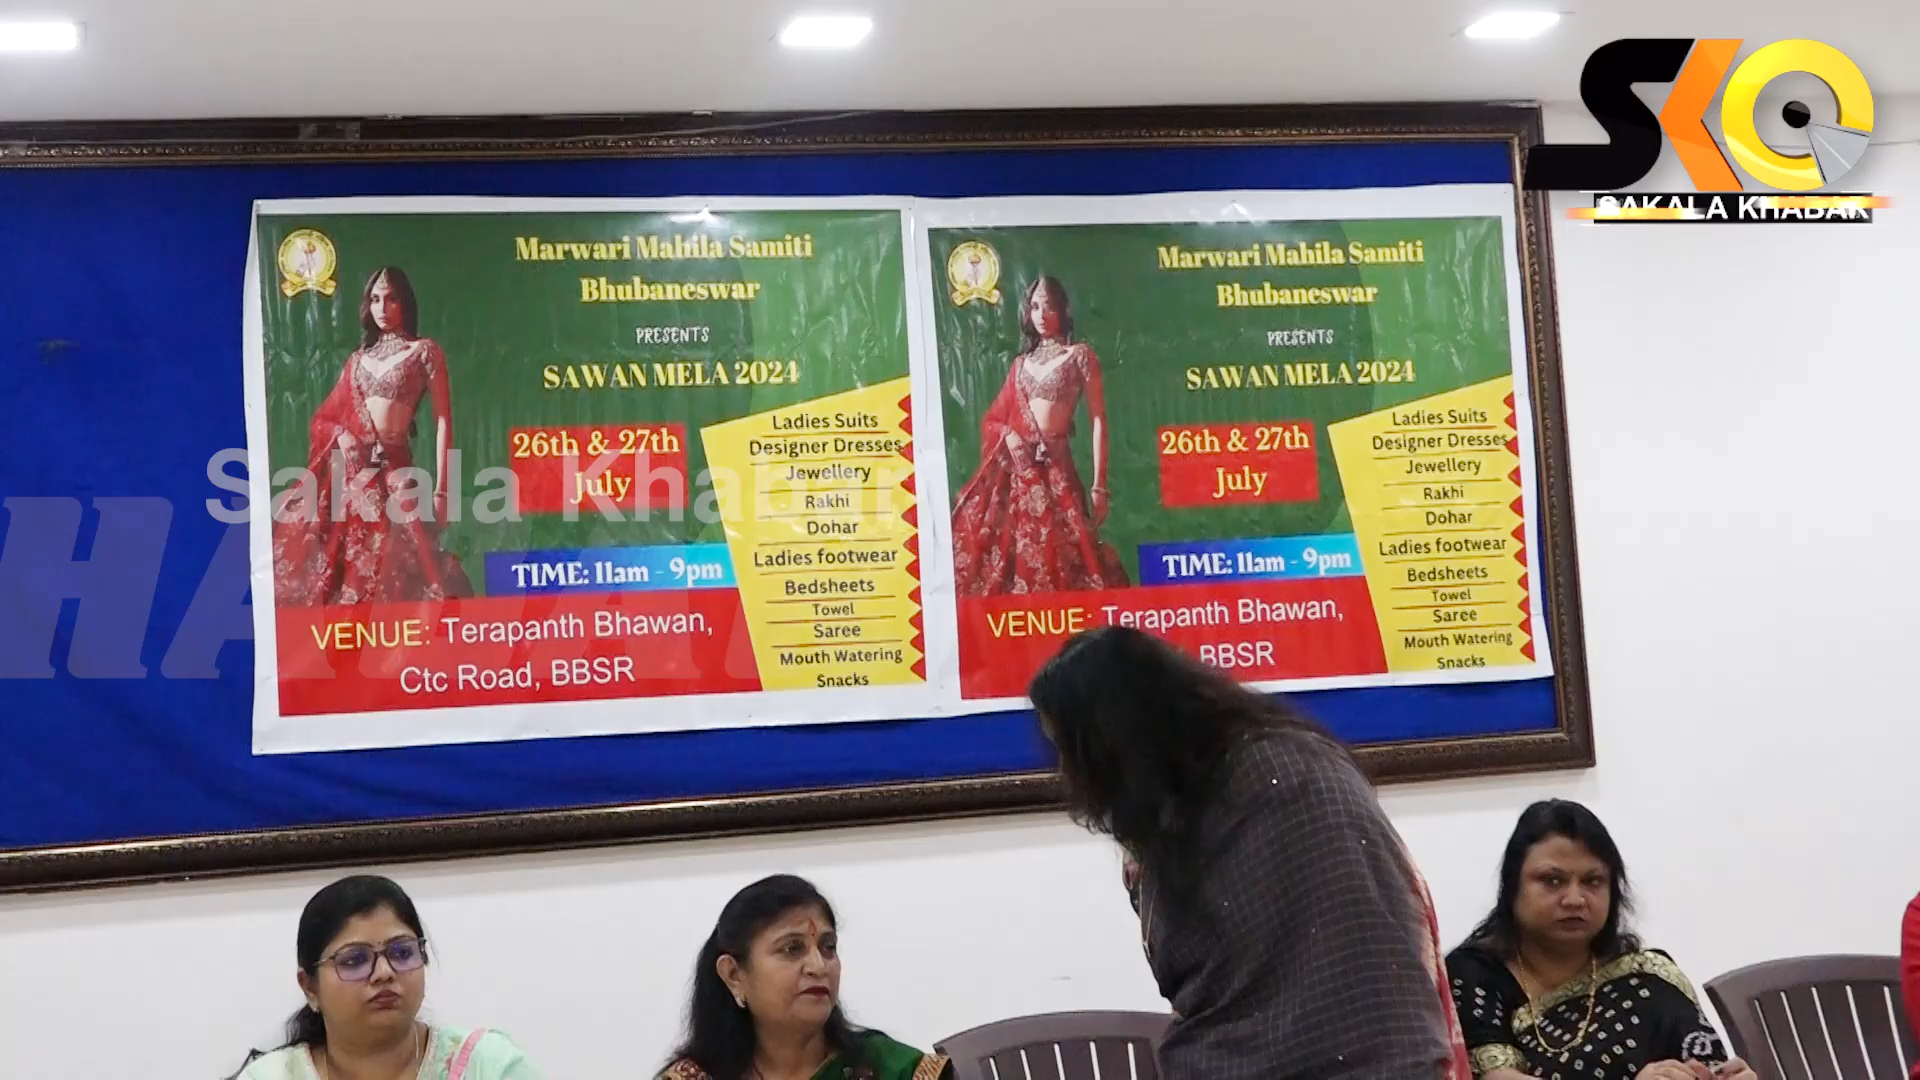 SKC
SAKALA KHABAR
Marwari Mahila Samiti
Bhubaneswar
PRESENTS
SAWAN MELA 2024
26th & 27th
July
TIME: 11am - 9pm
VENUE: Terapanth Bhawan,
Ctc Road, BBSR
Ladies Suits
Designer Dresses
Jewellery
Rakhi
Dohar
Ladies footwear
Bedsheets
Towel
Saree
Mouth Watering
Snacks
Marwari Mahila Samiti
Bhubaneswar
PRESENTS
SAWAN MELA 2024
26th & 27th
July
TIME: 11am - 9pm
VENUE: Terapanth Bhawan,
BBSR
Ladies Suits
Designer Dresses
Jewellery
Rakhi
Dohar
Ladies footwear
Bedsheets
Towel
Saree
Mouth Watering
Snacks
Sakala Khabar